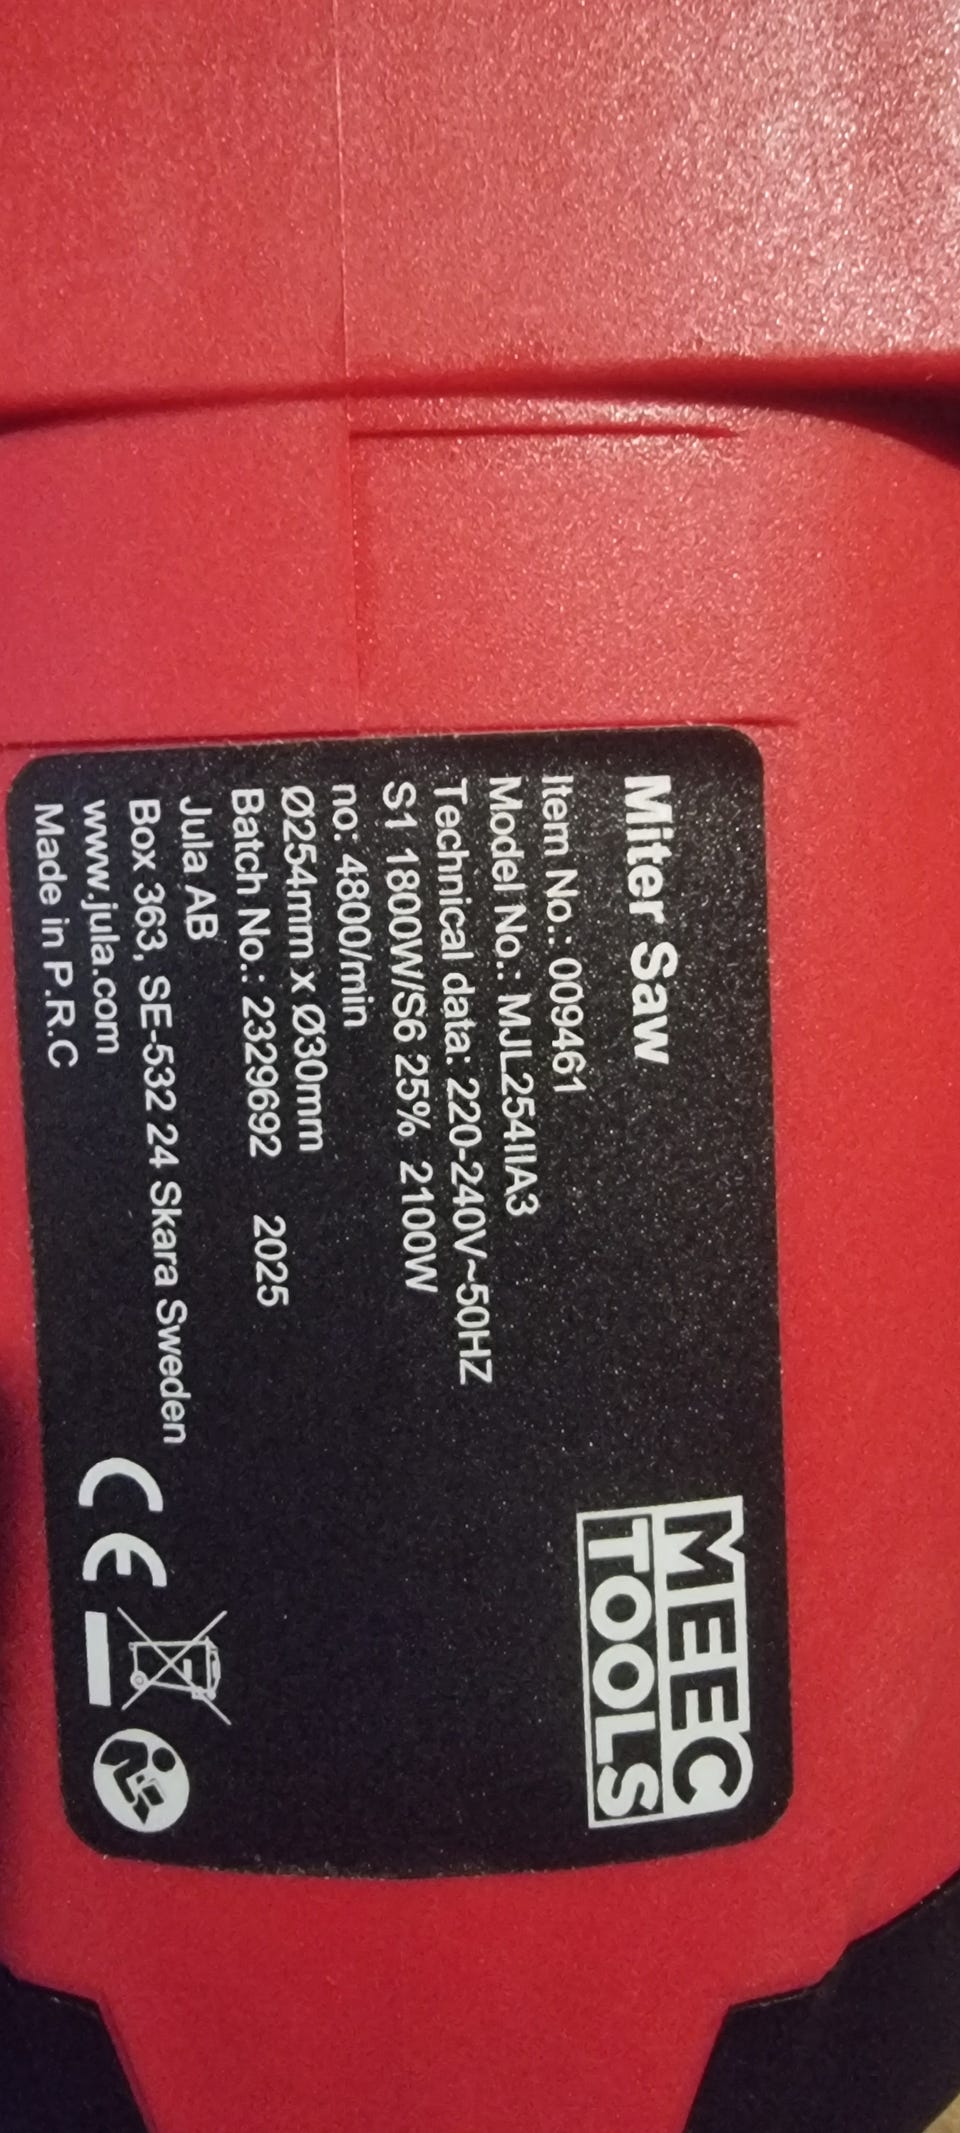 Miter Saw
MEEC
TOOLS
Item No.: 009461
Model No.: MJL254IIA3
Technical data: 220-240V~50HZ
S1 1800W/S6 25% 2100W
no: 4800/min
Ø254mm x Ø30mm
Batch No.: 2329692 2025
Jula AB
Box 363, SE-532 24 Skara Sweden
www.jula.com
Made in P.R.C
CE